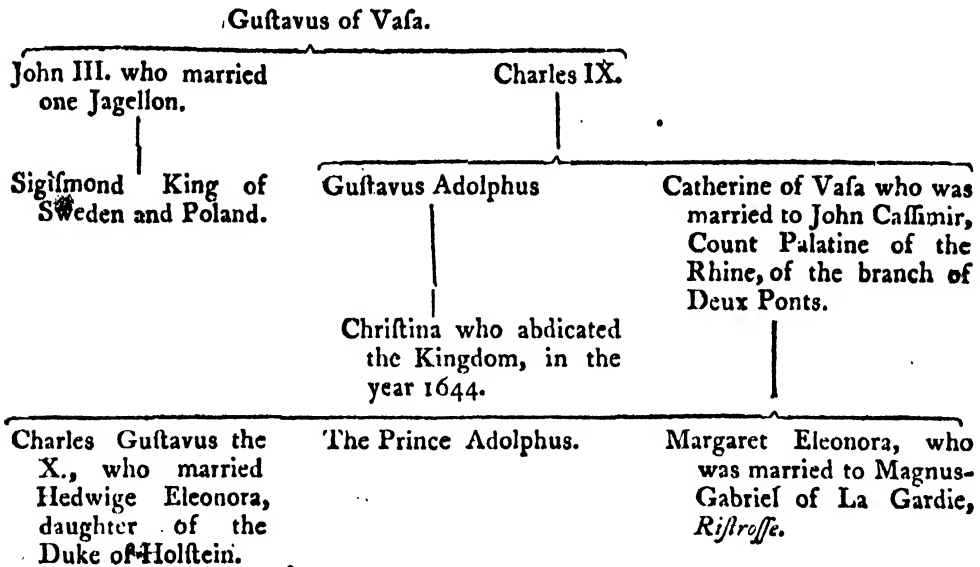 Guſtavus of Vaſa.
John III. who married
one Jagellon.
Charles IX.
Sigiſmond King of
Sweden and Poland.
Guſtavus Adolphus
Catherine of Vaſa who was
married to John Caſſimir,
Count Palatine of the
Rhine, of the branch of
Deux Ponts.
Chriſtina who abdicated
the Kingdom, in the
year 1644.
Charles Guſtavus the
X., who married
Hedwige Eleonora,
daughter of the
Duke of Holſtein.
The Prince Adolphus.
Margaret Eleonora, who
was married to Magnus-
Gabrieſ of La Gardie,
Riſtroſſe.